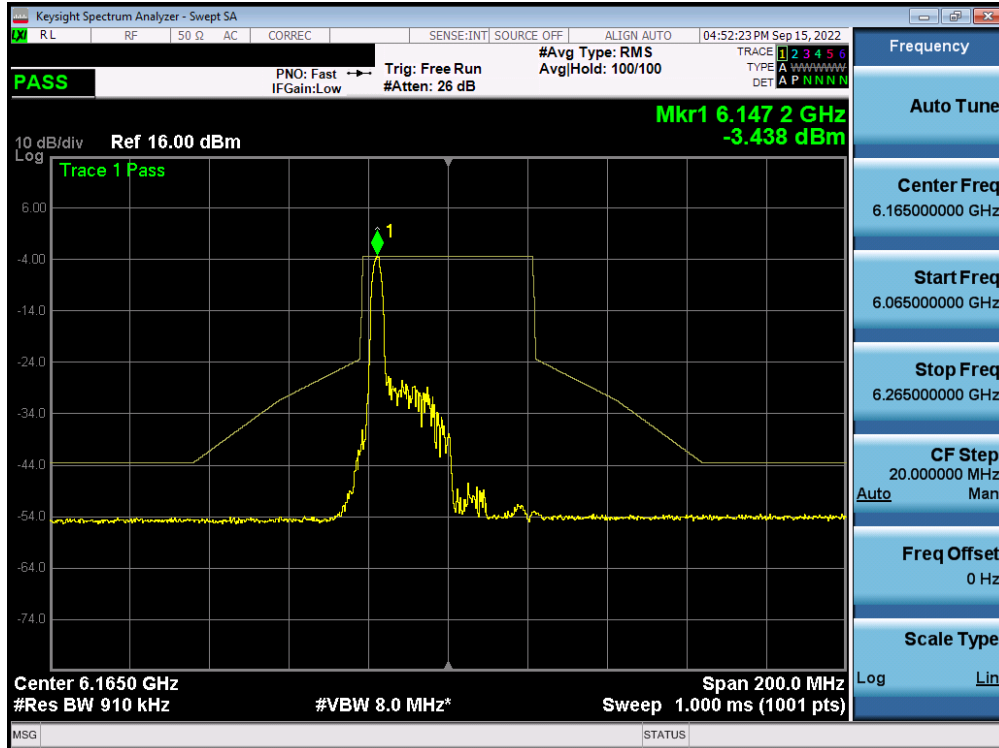 Keysight Spectrum Analyzer - Swept SA
LXI RL RF 50 Ω AC CORREC SENSE:INT SOURCE OFF ALIGN AUTO 04:52:23 PM Sep 15, 2022
PASS
PNO: Fast
IFGain:Low
Trig: Free Run
#Atten: 26 dB
#Avg Type: RMS
Avg|Hold: 100/100
TRACE 1 2 3 4 5 6
TYPE A WWWWW
DET A P N N N N
Mkr1 6.147 2 GHz
-3.438 dBm
10 dB/div
Log
Ref 16.00 dBm
Trace 1 Pass
1
6.00
-4.00
-14.0
-24.0
-34.0
-44.0
-54.0
-64.0
-74.0
Center 6.1650 GHz
Span 200.0 MHz
#Res BW 910 kHz
#VBW 8.0 MHz*
Sweep 1.000 ms (1001 pts)
MSG
STATUS
Frequency
Auto Tune
Center Freq
6.165000000 GHz
Start Freq
6.065000000 GHz
Stop Freq
6.265000000 GHz
CF Step
20.000000 MHz
Auto Man
Freq Offset
0 Hz
Scale Type
Log Lin